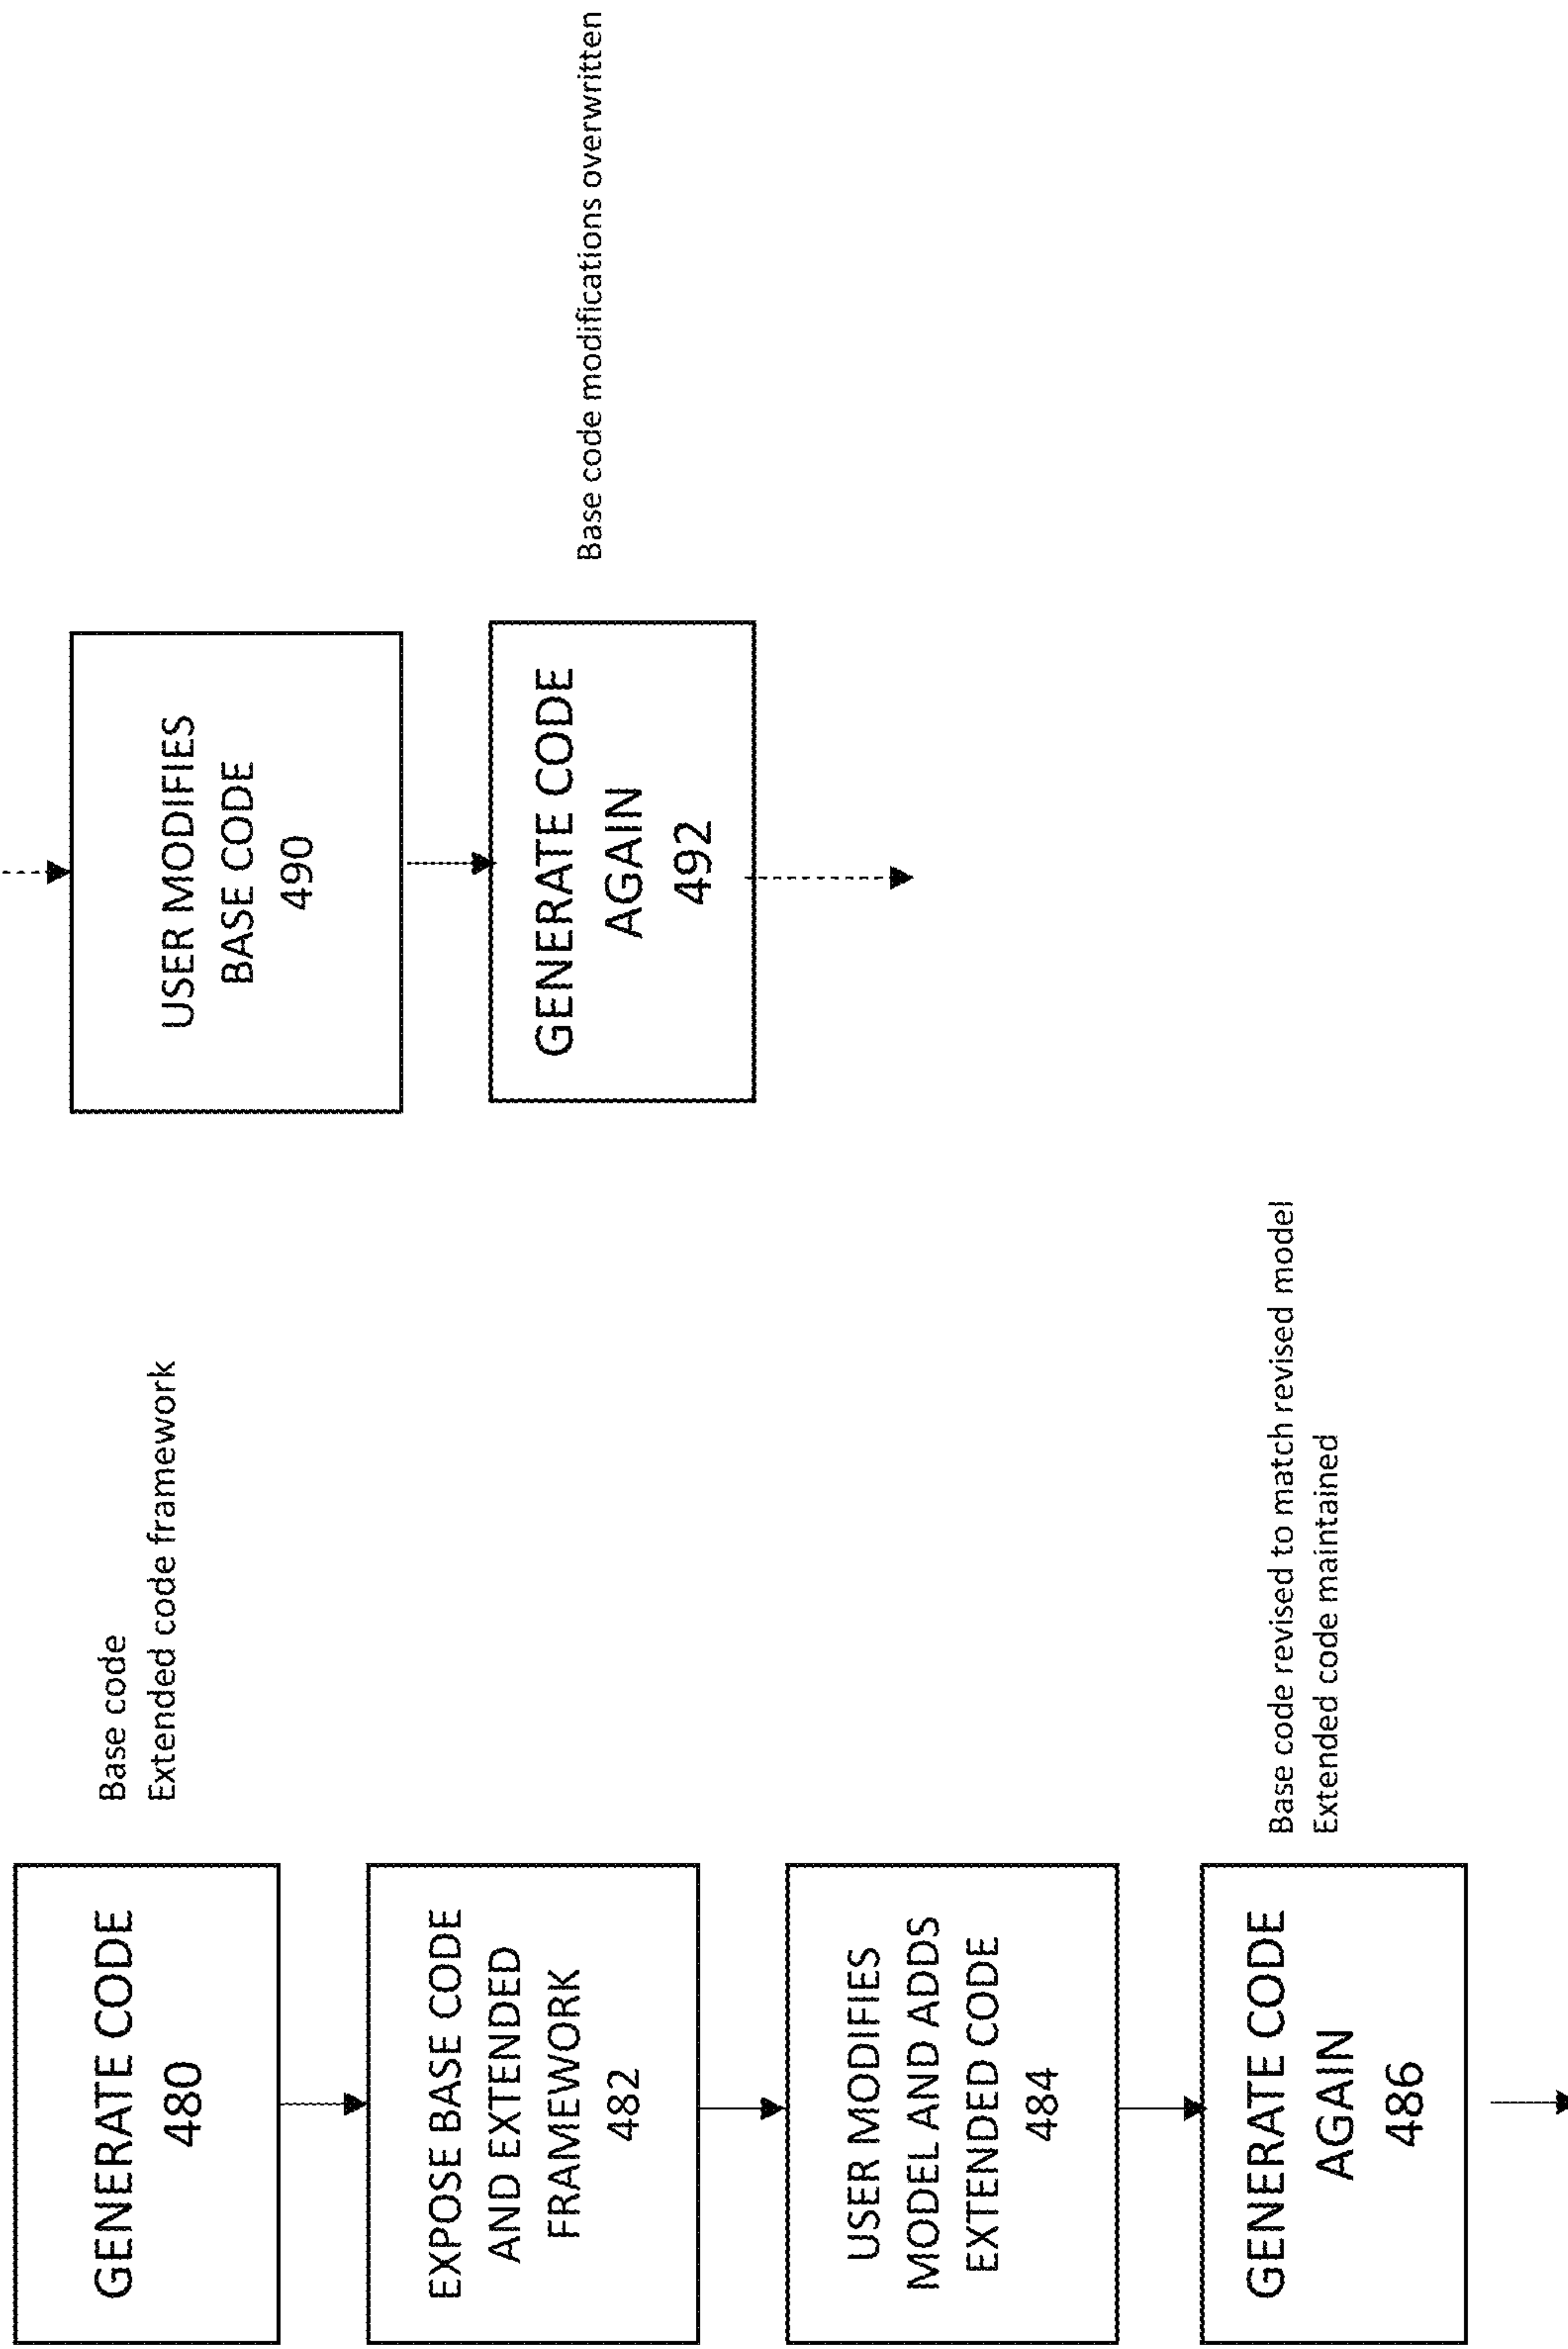 GENERATE CODE
480
Base code
Extended code framework
EXPOSE BASE CODE
AND EXTENDED
FRAMEWORK
482
USER MODIFIES
MODEL AND ADDS
EXTENDED CODE
484
GENERATE CODE
AGAIN
486
Base code revised to match revised model
Extended code maintained
USER MODIFIES
BASE CODE
490
GENERATE CODE
AGAIN
492
Base code modifications overwritten